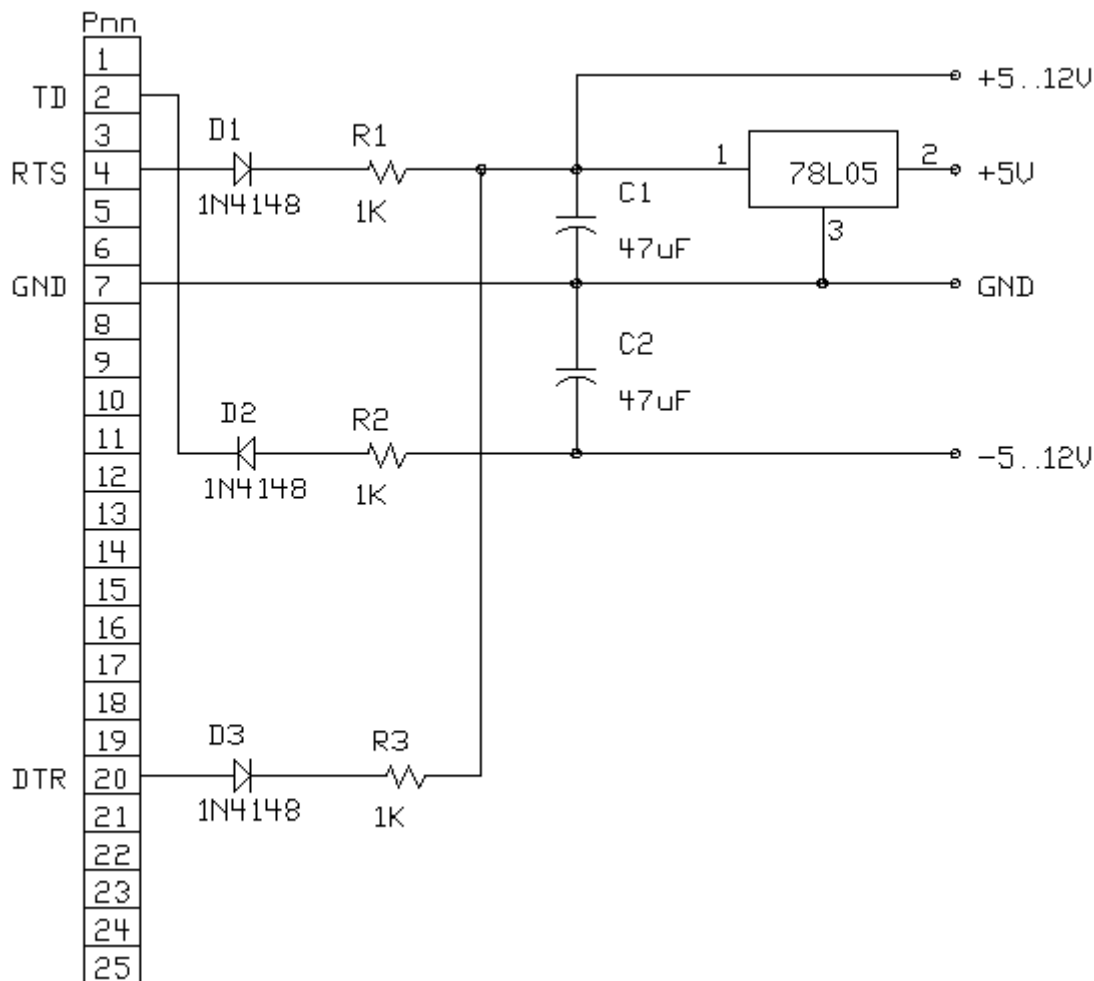 Pnn
1
+5..12V
TD 2
3 D1 R1
RTS 4 1 78L05 2 +5V
1N4148 1K C1
5
3
6 47uF
GND 7 GND
8
C2
9
10 47uF
D2 R2
11
-5..12V
12 1N4148 1K
13
14
15
16
17
18
19 D3 R3
DTR 20
21 1N4148 1K
22
23
24
25